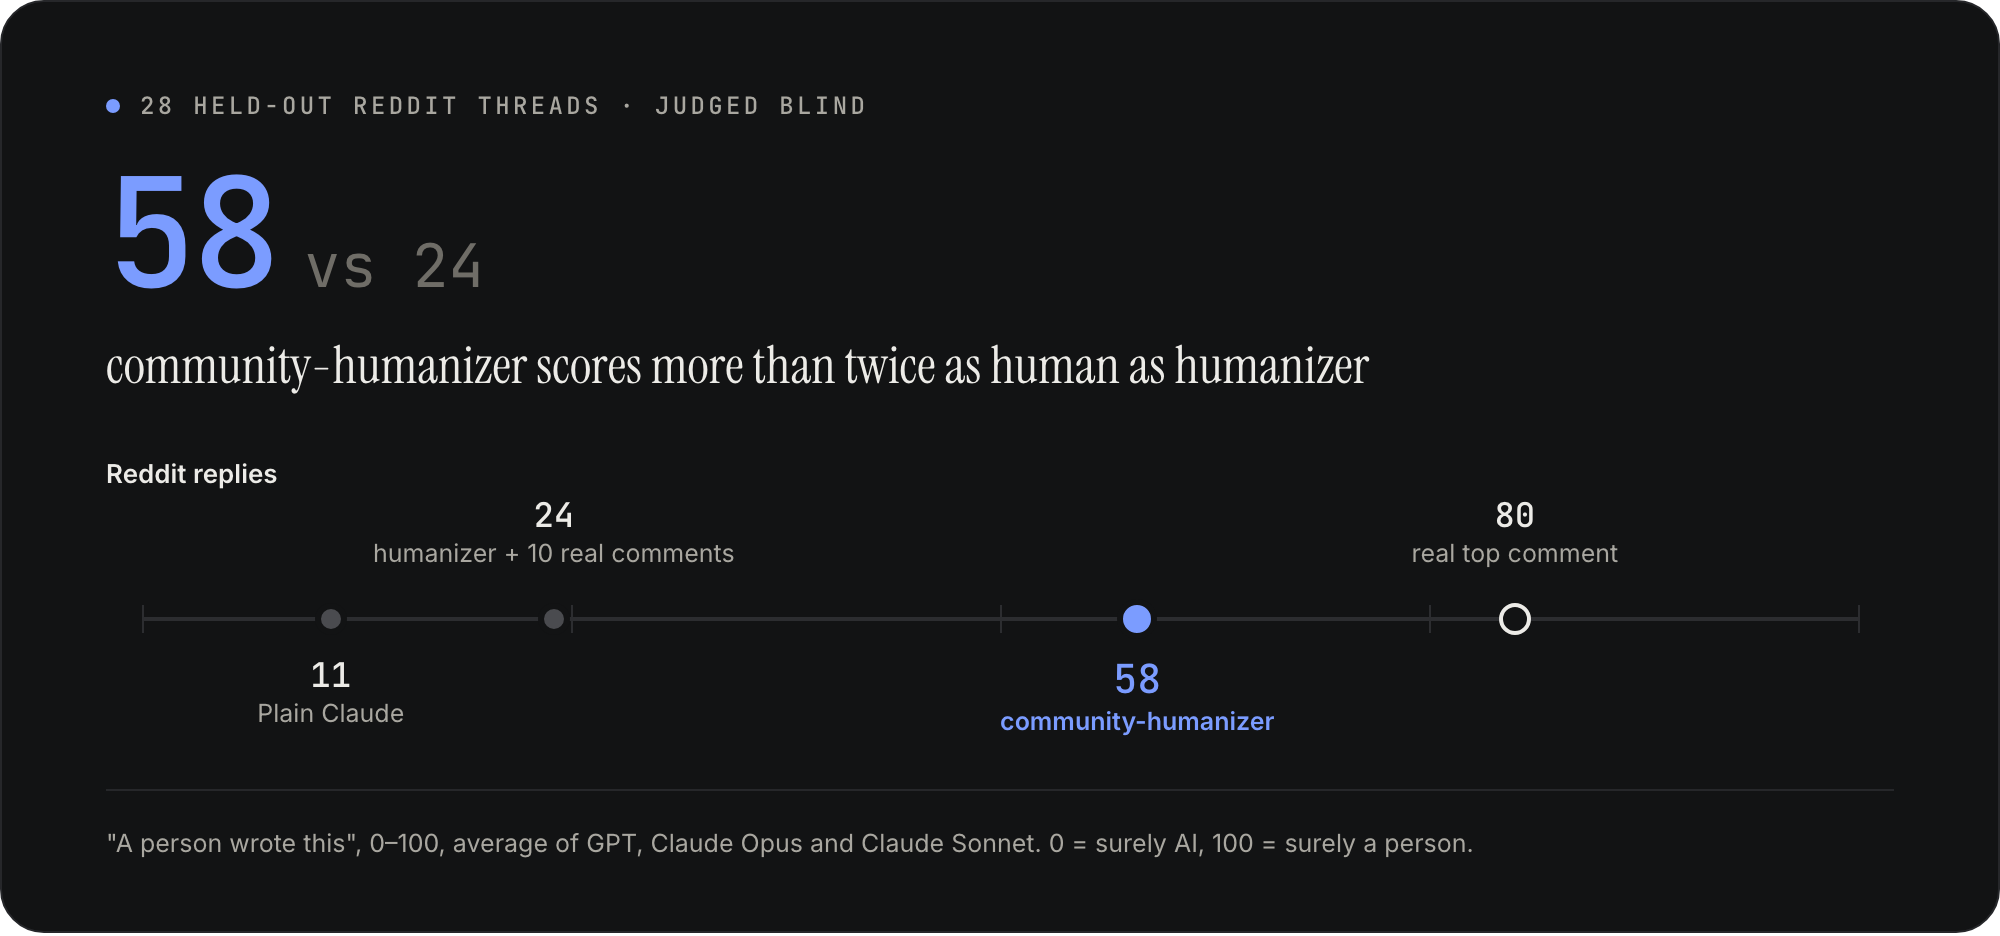 28 HELD-OUT REDDIT THREADS · JUDGED BLIND
58 vs 24
community-humanizer scores more than twice as human as humanizer
Reddit replies
24
humanizer + 10 real comments
80
real top comment
11
Plain Claude
58
community-humanizer
"A person wrote this", 0–100, average of GPT, Claude Opus and Claude Sonnet. 0 = surely AI, 100 = surely a person.